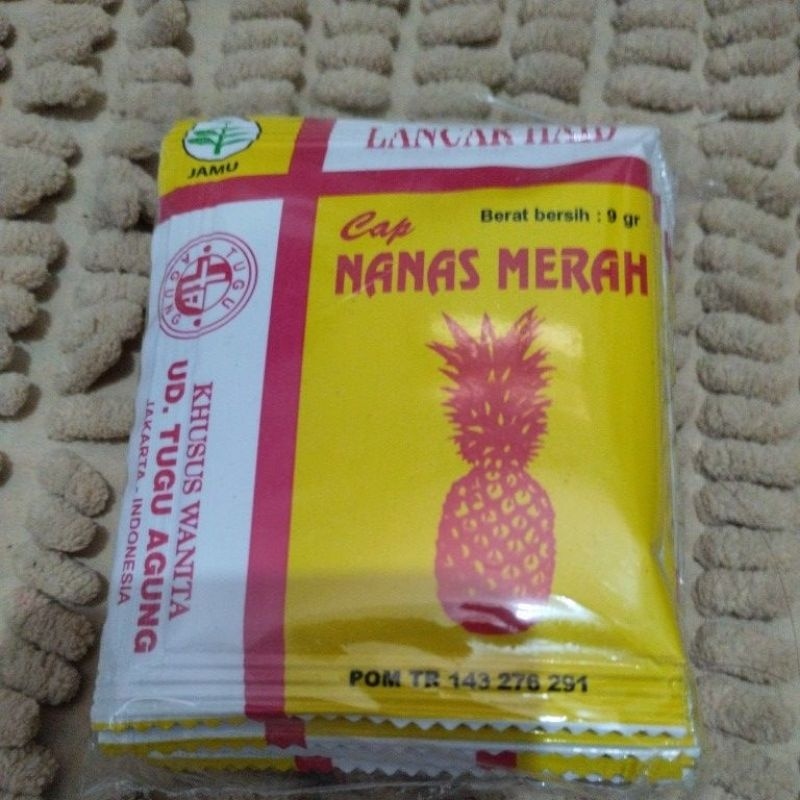 LANCAR HAID
JAMU
Cap
Berat bersih : 9 gr
NANAS MERAH
TUGU
AGUNG
KHUSUS WANITA
UD. TUGU AGUNG
JAKARTA - INDONESIA
POM TR 143 276 291